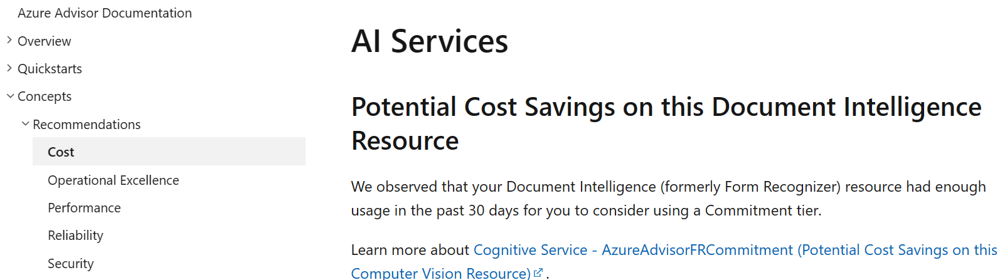 Azure Advisor Documentation
Overview
Quickstarts
Concepts
Recommendations
Cost
Operational Excellence
Performance
Reliability
Security
AI Services
Potential Cost Savings on this Document Intelligence
Resource
We observed that your Document Intelligence (formerly Form Recognizer) resource had enough
usage in the past 30 days for you to consider using a Commitment tier.
Learn more about Cognitive Service - AzureAdvisorFRCommitment (Potential Cost Savings on this
Computer Vision Resource) .